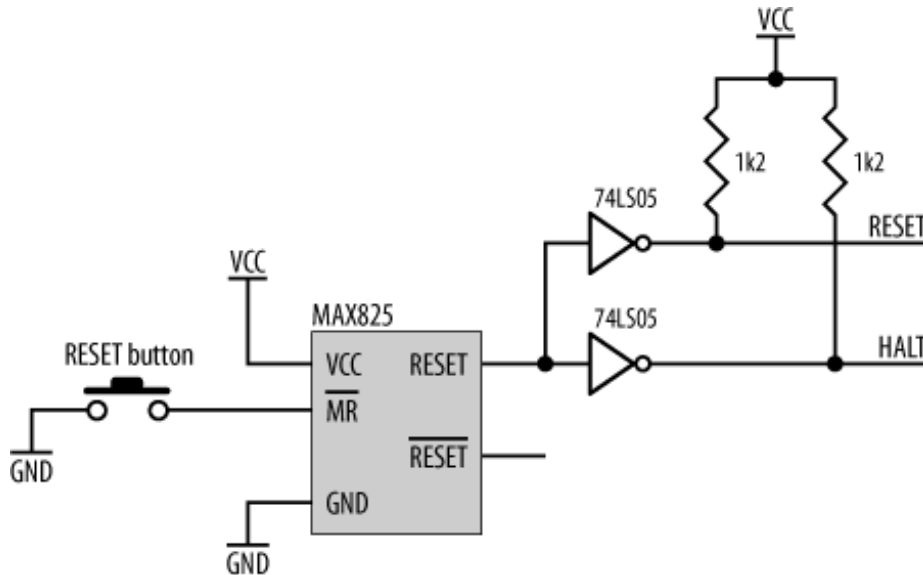 VCC
1k2
1k2
74LS05
RESET
VCC
MAX825
74LS05
HALT
RESET button
VCC
RESET
MR
RESET
GND
GND
GND